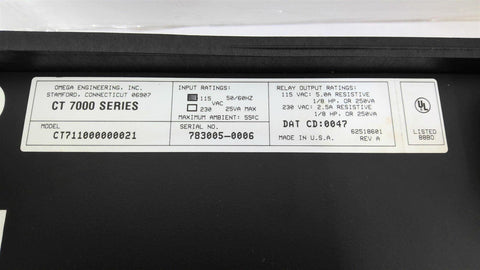 OMEGA ENGINEERING, INC.
STAMFORD, CONNECTICUT 06907
CT 7000 SERIES
MODEL
CT711000000021
INPUT RATINGS:
115 50/60HZ
VAC
230 25VA MAX
MAXIMUM AMBIENT: 55ºC
SERIAL NO.
783005-0006
RELAY OUTPUT RATINGS:
115 VAC: 5.0A RESISTIVE
1/8 HP. OR 250VA
230 VAC: 2.5A RESISTIVE
1/8 HP. OR 250VA
DAT CD:0047
62518601
MADE IN U.S.A. REV A
UL
LISTED
88B0